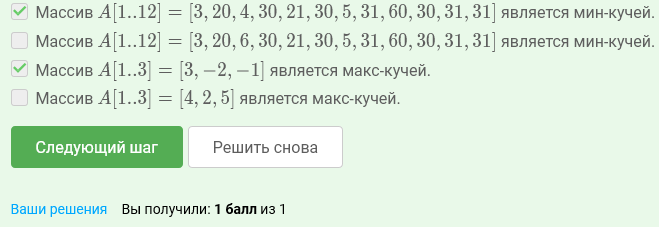 Массив A[1..12] = [3, 20, 4, 30, 21, 30, 5, 31, 60, 30, 31, 31] является мин-кучей.
Массив A[1..12] = [3, 20, 6, 30, 21, 30, 5, 31, 60, 30, 31, 31] является мин-кучей.
Массив A[1..3] = [3, −2, −1] является макс-кучей.
Массив A[1..3] = [4, 2, 5] является макс-кучей.
Следующий шаг Решить снова
Ваши решения Вы получили: 1 балл из 1